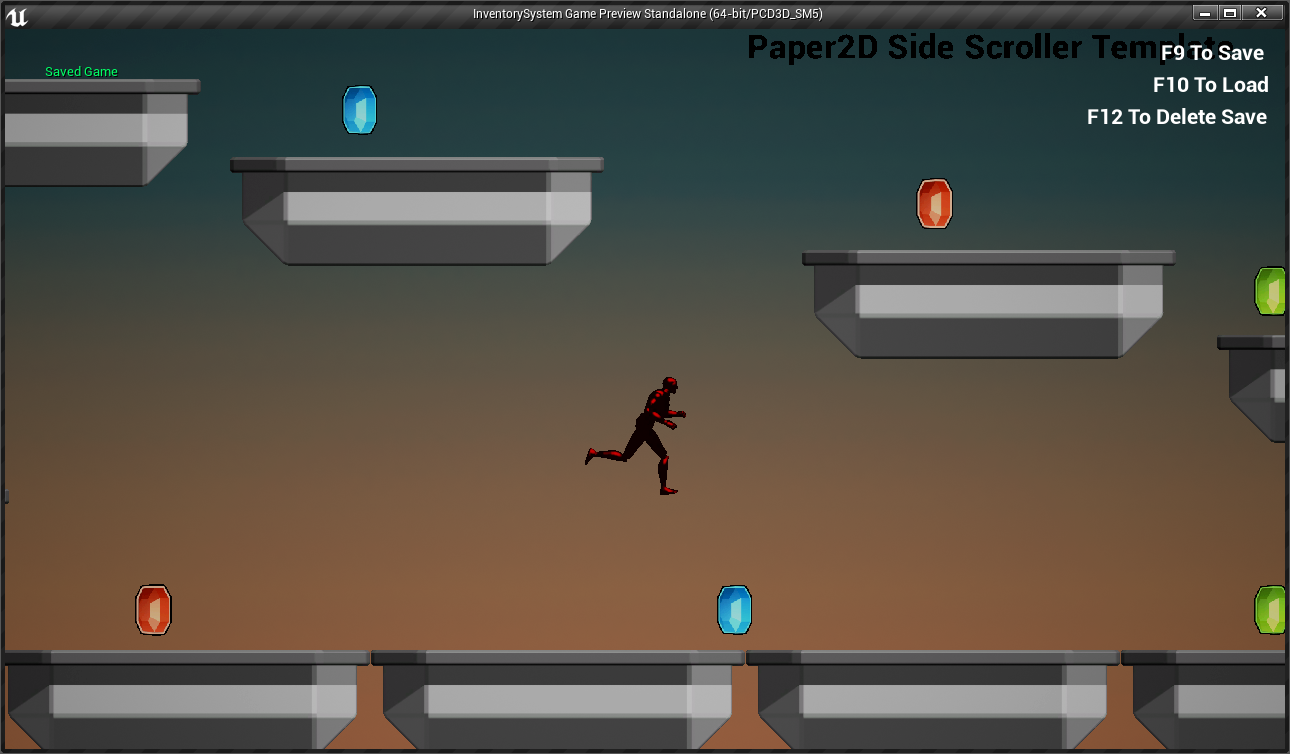 InventorySystem Game Preview Standalone (64-bit/PCD3D_SM5)
Paper2D Side Scroller Template
F9 To Save
Saved Game
F10 To Load
F12 To Delete Save